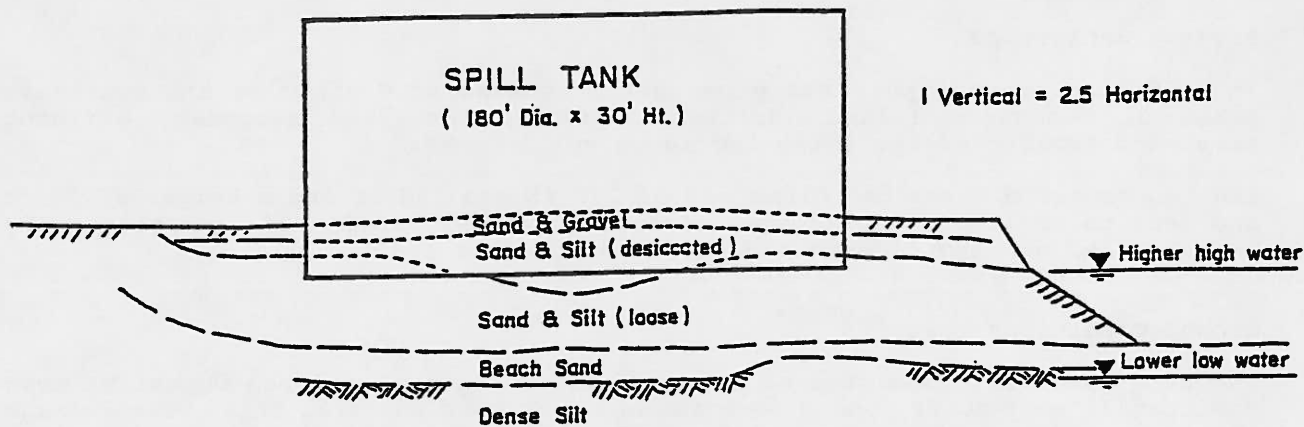 SPILL TANK
( 180' Dia. x 30' Ht. )
1 Vertical = 2.5 Horizontal
Sand & Gravel
Sand & Silt (desiccated)
Higher high water
Sand & Silt (loose)
Beach Sand
Lower low water
Dense Silt